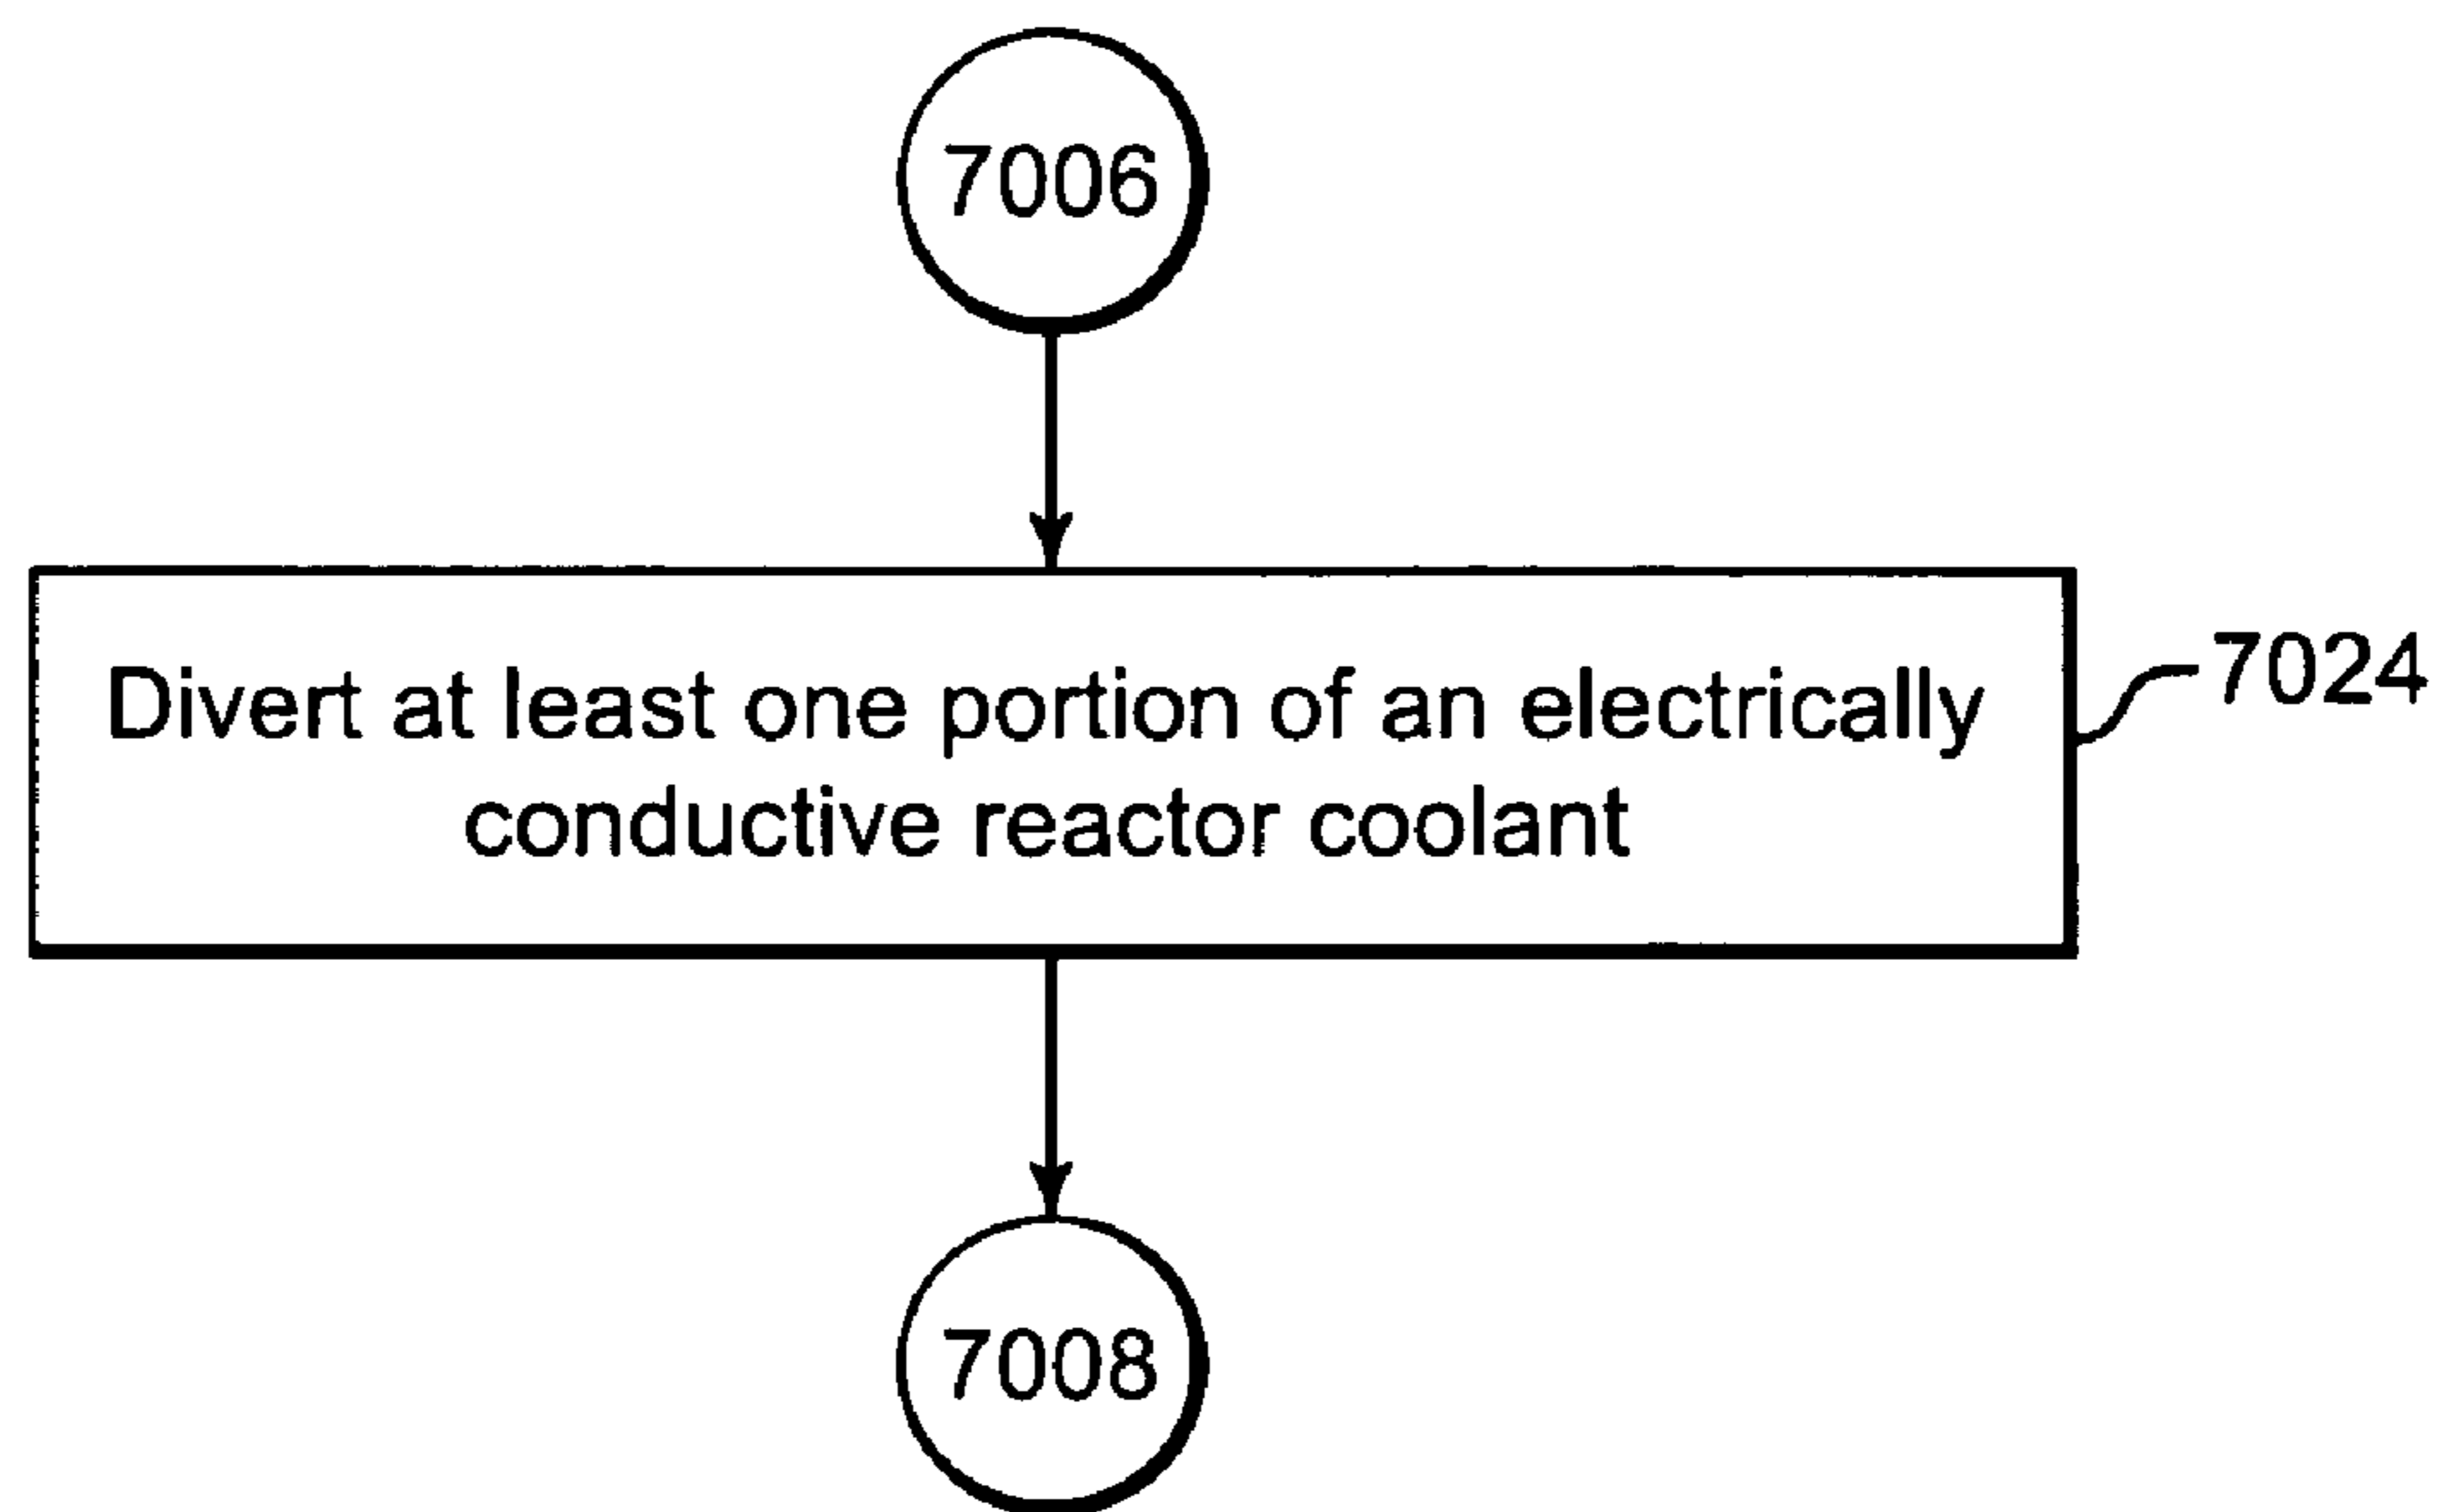 7006
Divert at least one portion of an electrically
conductive reactor coolant
7024
7008